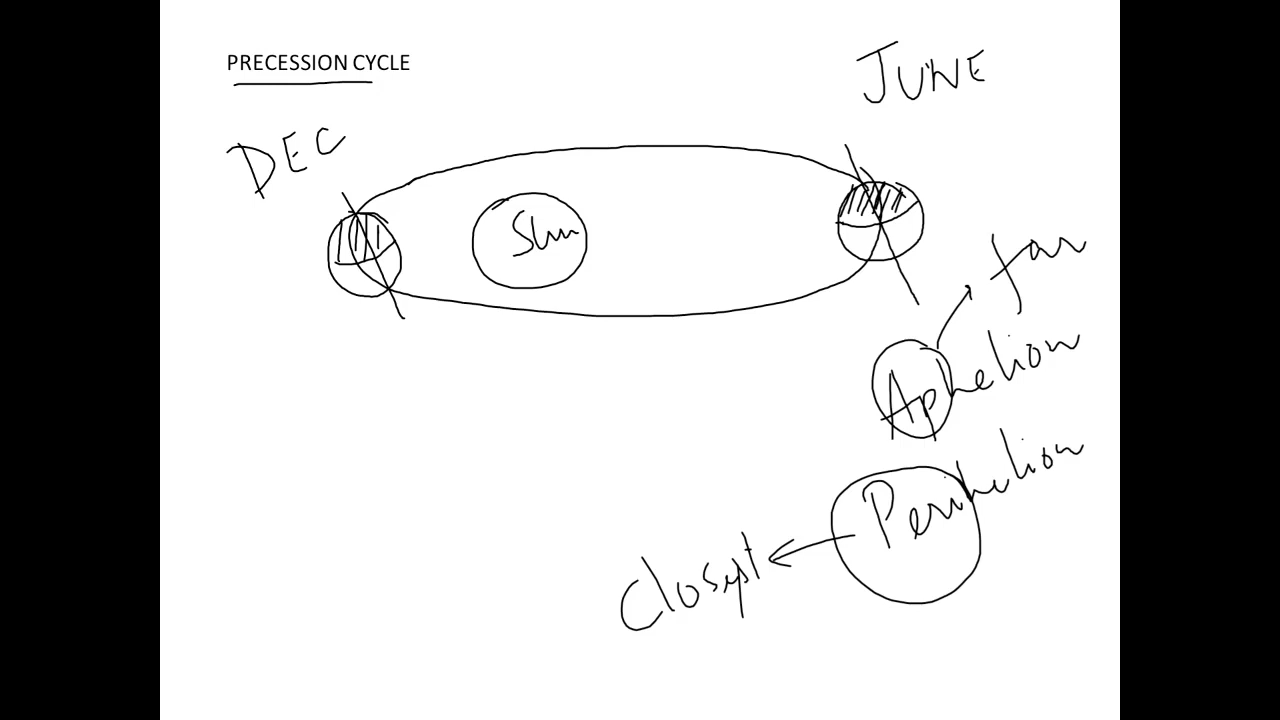 PRECESSION CYCLE
JUNE
DEC
Sun
far
Aphelion
Perihelion
closest